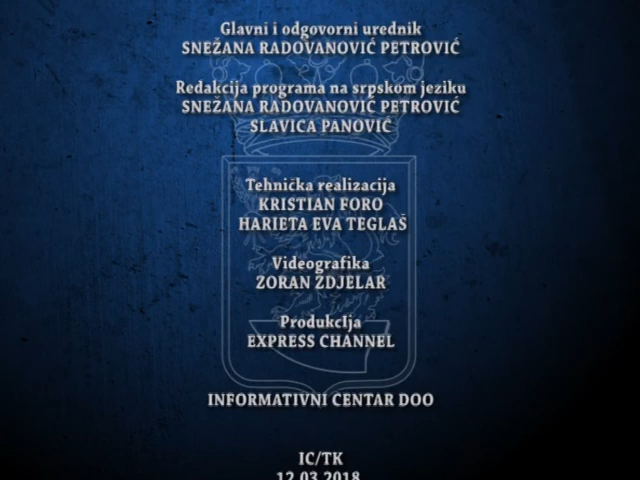 Glavni i odgovorni urednik
SNEŽANA RADOVANOVIĆ PETROVIĆ
Redakcija programa na srpskom jeziku
SNEŽANA RADOVANOVIĆ PETROVIĆ
SLAVICA PANOVIĆ
Tehnička realizacija
KRISTIAN FORO
HARIETA EVA TEGLAŠ
Videografika
ZORAN ZDJELAR
ProdukcIja
EXPRESS CHANNEL
INFORMATIVNI CENTAR DOO
IC/TK
12.03.2018